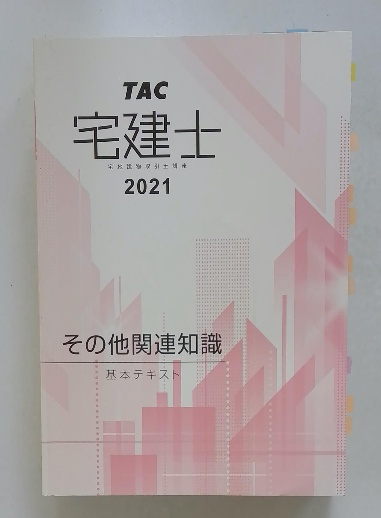 TAC
宅建士
宅地建物取引士講座
2021
その他関連知識
基本テキスト